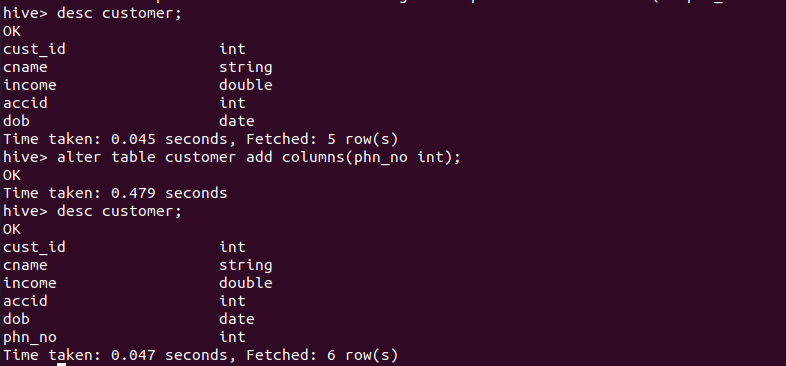 hive> desc customer;
OK
cust_id int
cname string
income double
accid int
dob date
Time taken: 0.045 seconds, Fetched: 5 row(s)
hive> alter table customer add columns(phn_no int);
OK
Time taken: 0.479 seconds
hive> desc customer;
OK
cust_id int
cname string
income double
accid int
dob date
phn_no int
Time taken: 0.047 seconds, Fetched: 6 row(s)